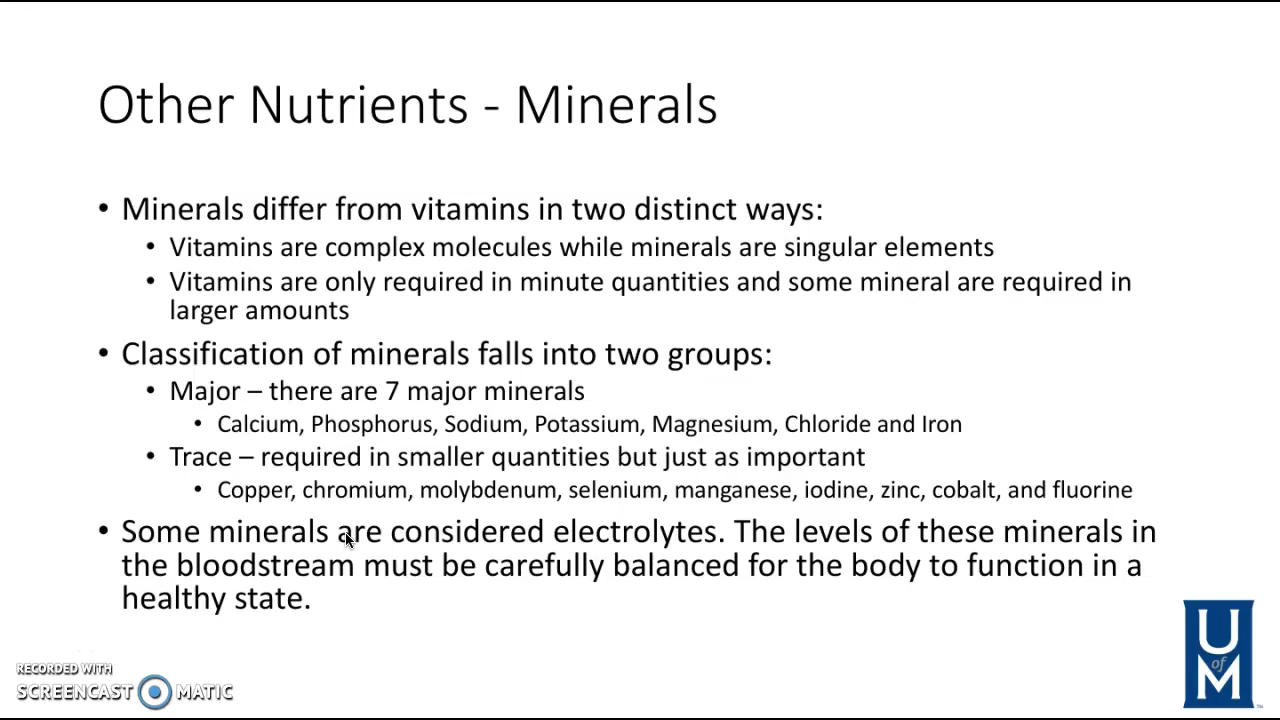 Other Nutrients - Minerals
• Minerals differ from vitamins in two distinct ways:
• Vitamins are complex molecules while minerals are singular elements
• Vitamins are only required in minute quantities and some mineral are required in
larger amounts
• Classification of minerals falls into two groups:
• Major – there are 7 major minerals
• Calcium, Phosphorus, Sodium, Potassium, Magnesium, Chloride and Iron
• Trace – required in smaller quantities but just as important
• Copper, chromium, molybdenum, selenium, manganese, iodine, zinc, cobalt, and fluorine
• Some minerals are considered electrolytes. The levels of these minerals in
the bloodstream must be carefully balanced for the body to function in a
healthy state.
RECORDED WITH
SCREENCAST MATIC
U
of
M
TM